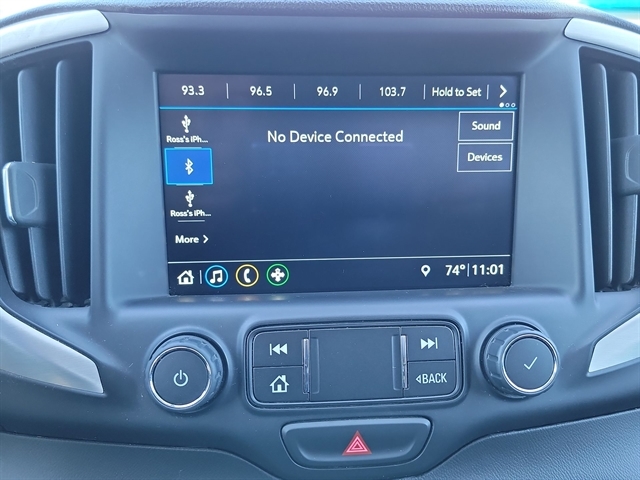 93.3 96.5 96.9 103.7 Hold to Set
Ross's iPh...
No Device Connected
Sound
Devices
Ross's iPh...
More
74° 11:01
BACK